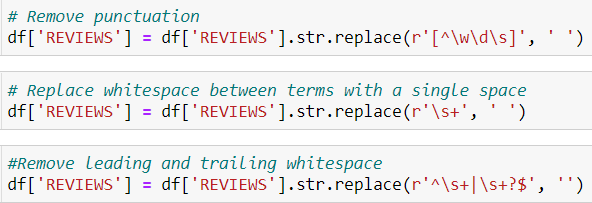 # Remove punctuation
df['REVIEWS'] = df['REVIEWS'].str.replace(r'[^\w\d\s]', ' ')
# Replace whitespace between terms with a single space
df['REVIEWS'] = df['REVIEWS'].str.replace(r'\s+', ' ')
#Remove leading and trailing whitespace
df['REVIEWS'] = df['REVIEWS'].str.replace(r'^\s+|\s+?$', '')